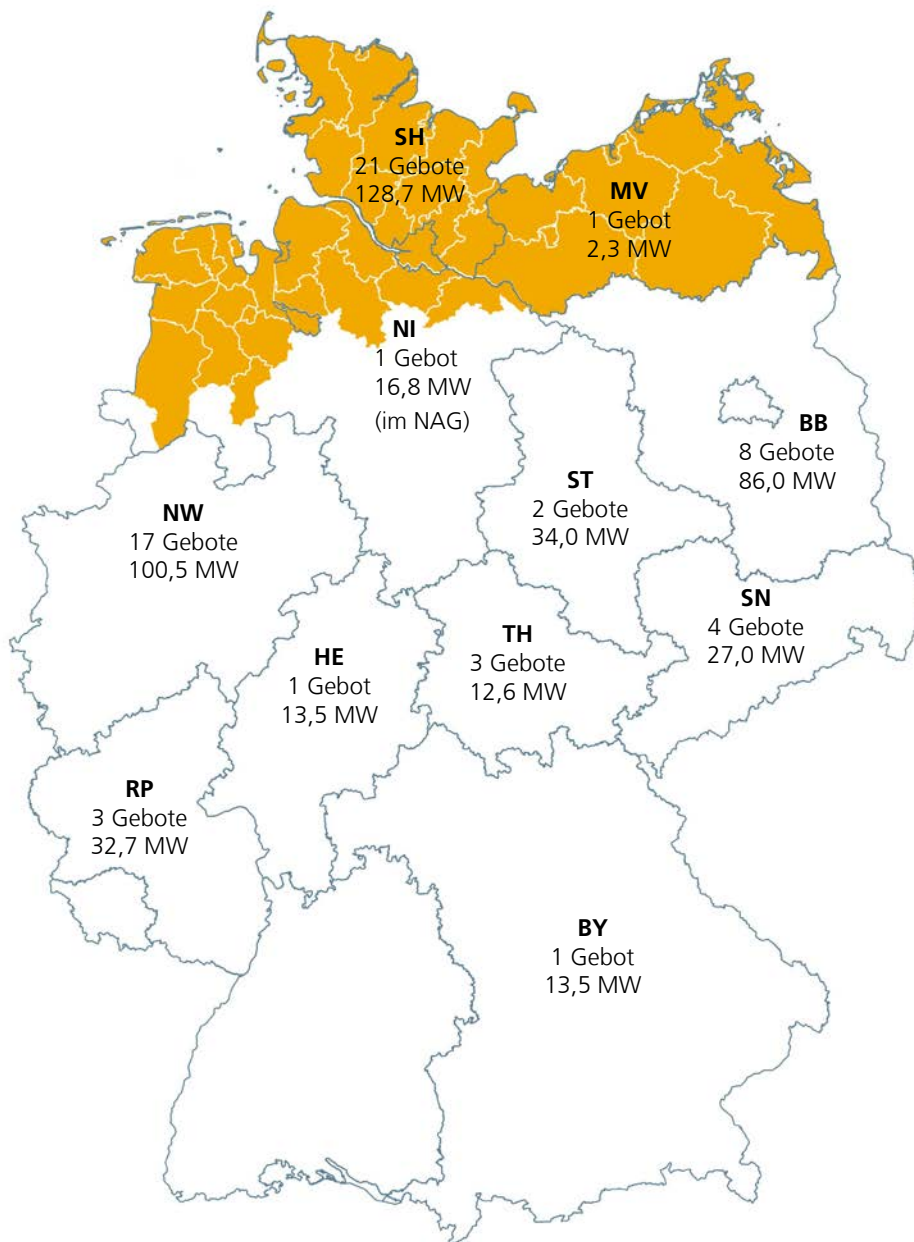 SH
21 Gebote
128,7 MW
MV
1 Gebot
2,3 MW
NI
1 Gebot
16,8 MW
(im NAG)
BB
8 Gebote
86,0 MW
ST
2 Gebote
34,0 MW
NW
17 Gebote
100,5 MW
SN
4 Gebote
27,0 MW
TH
3 Gebote
12,6 MW
HE
1 Gebot
13,5 MW
RP
3 Gebote
32,7 MW
BY
1 Gebot
13,5 MW